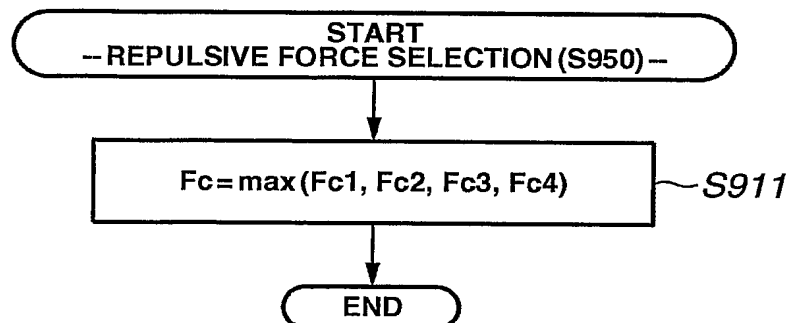 START
--REPULSIVE FORCE SELECTION (S950)--
Fc=max(Fc1, Fc2, Fc3, Fc4)
S911
END